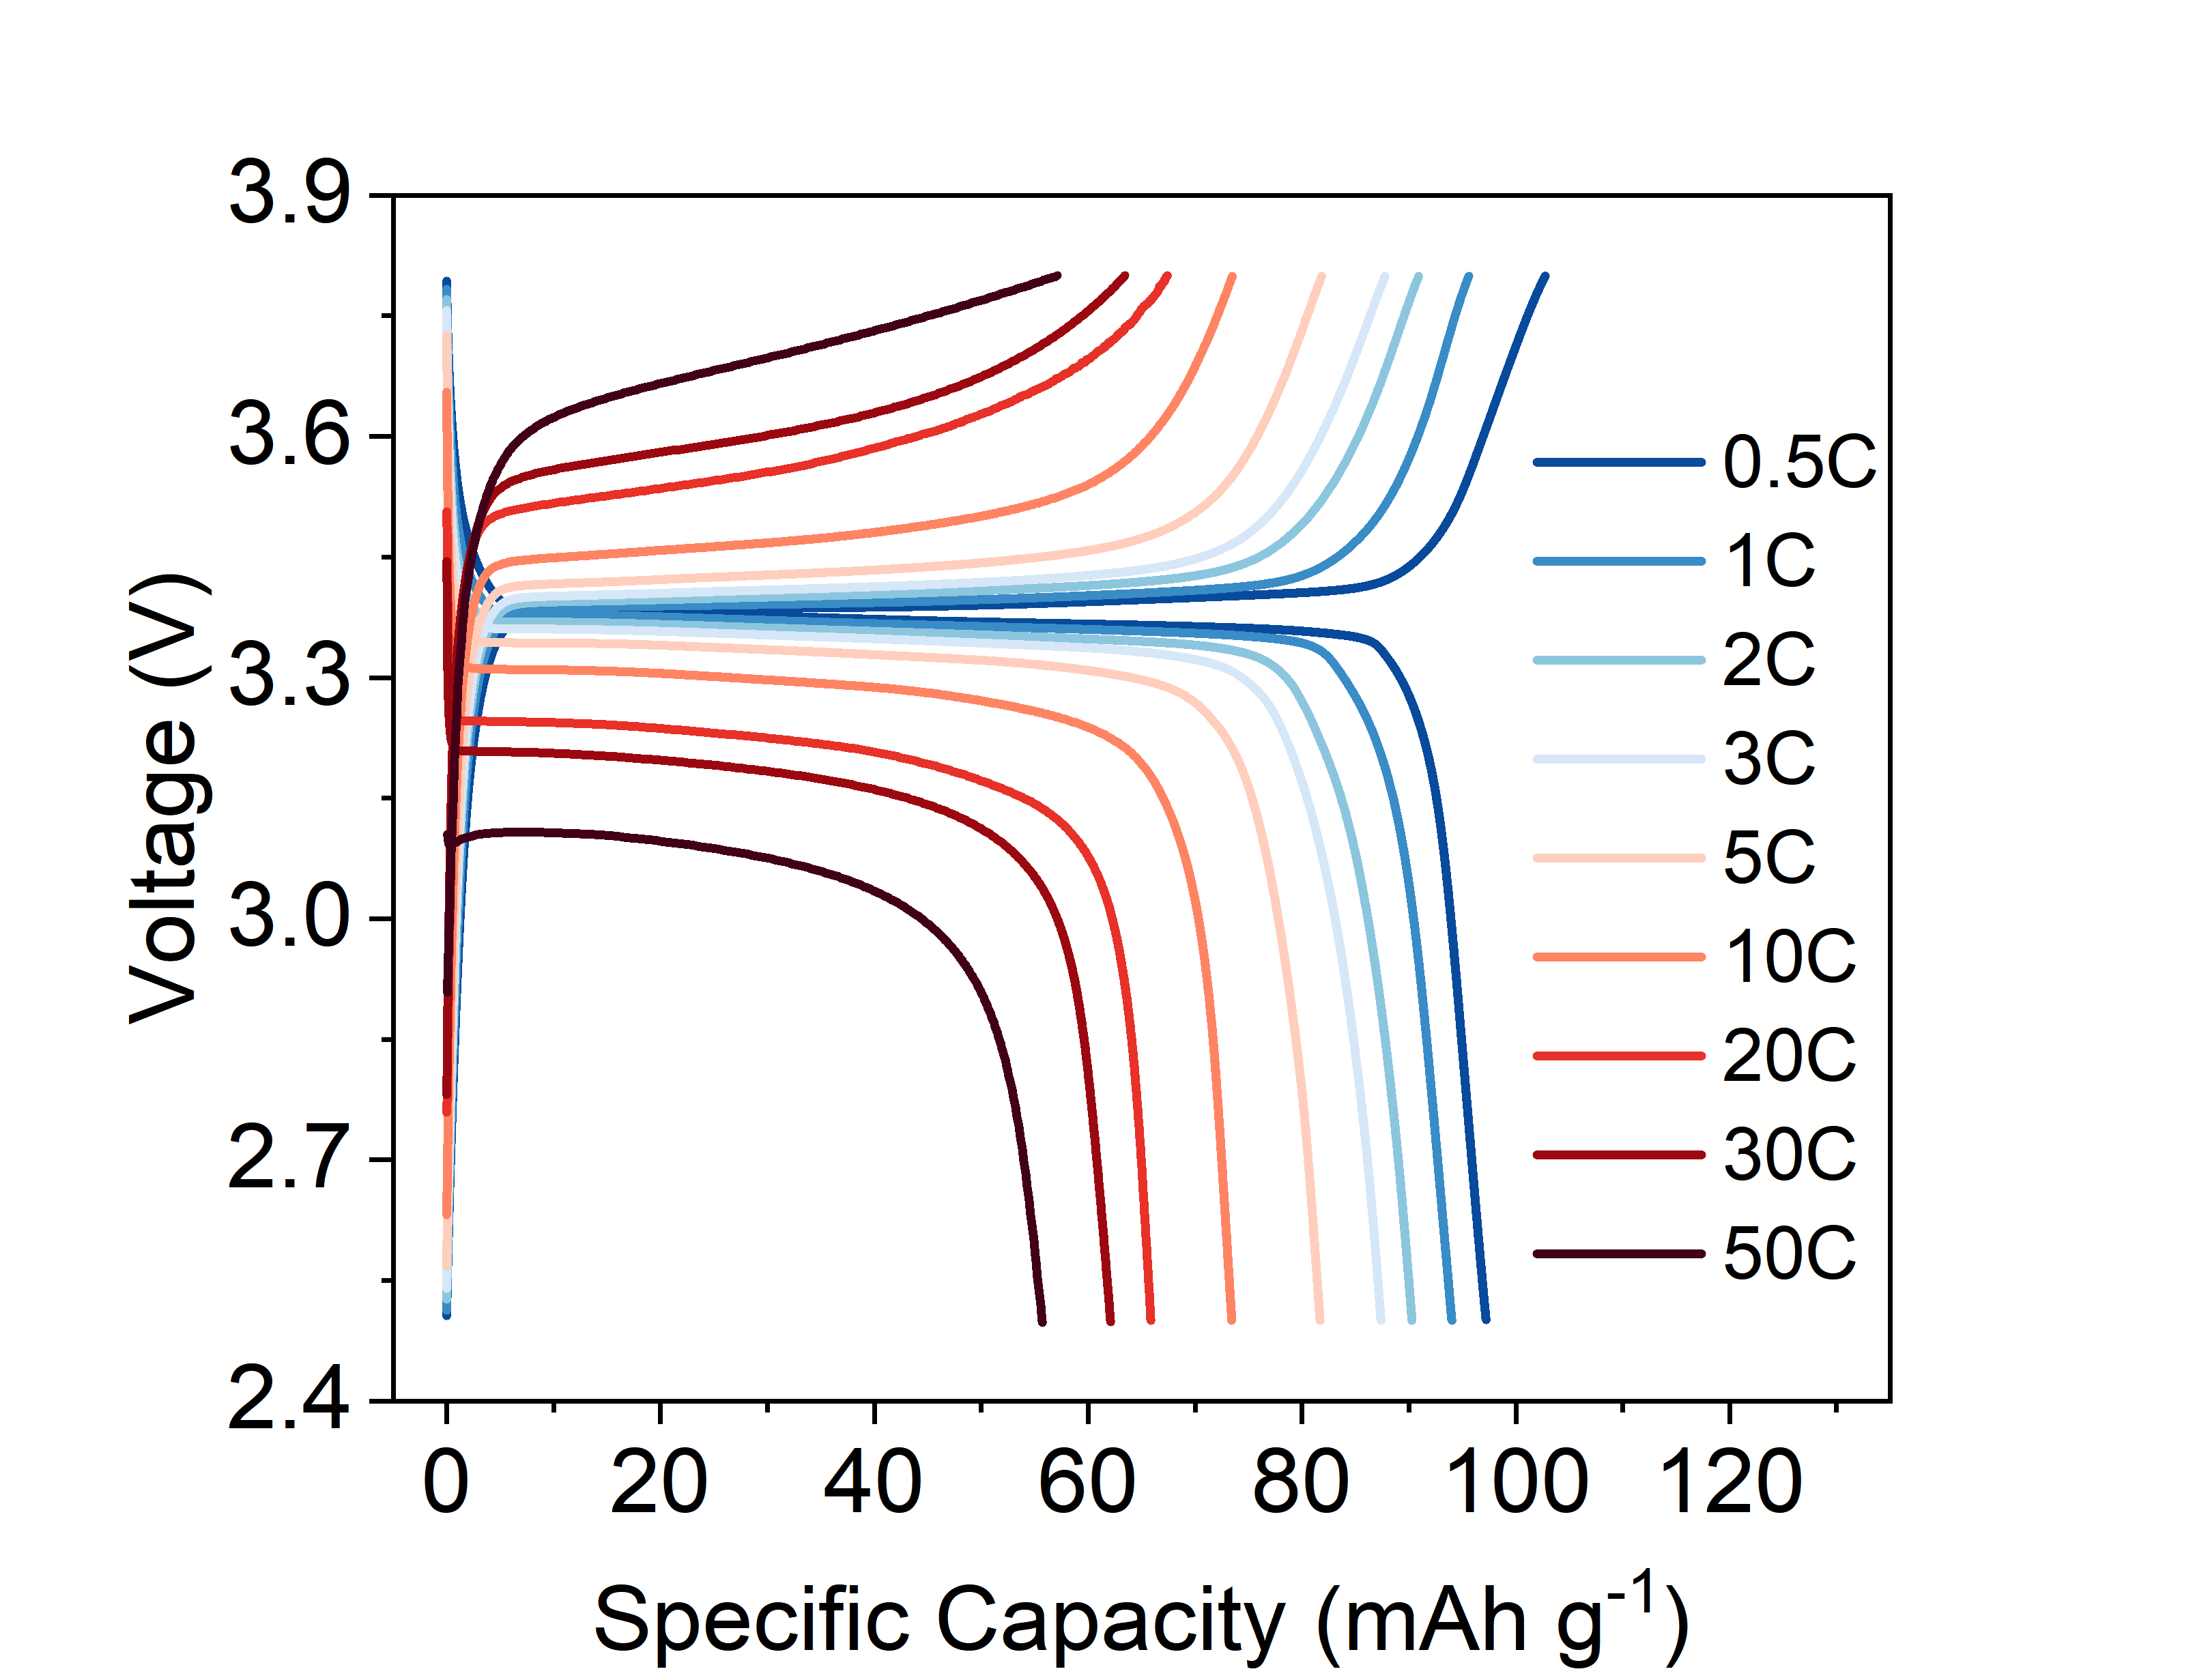 3.9
3.6
3.3
3.0
2.7
2.4
Voltage (V)
0.5C
1C
2C
3C
5C
10C
20C
30C
50C
0 20 40 60 80 100 120
Specific Capacity (mAh g⁻¹)